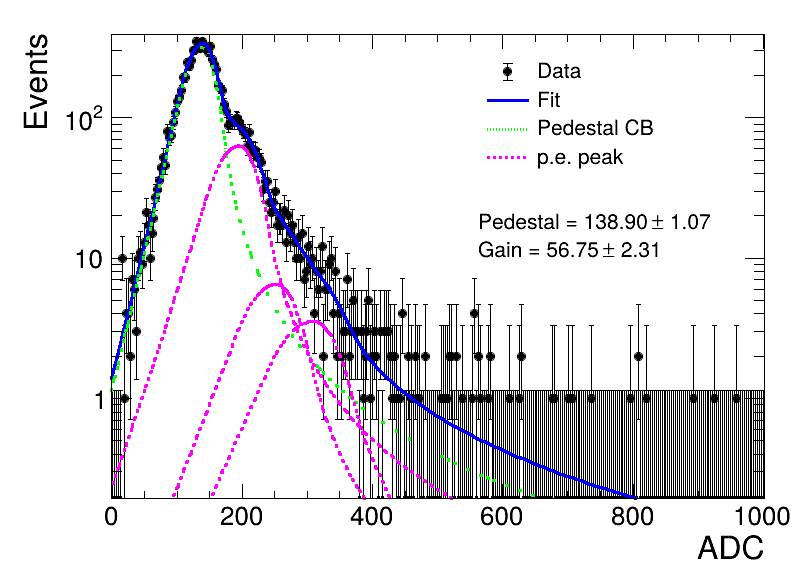 Events
10²
10
1
Data
Fit
Pedestal CB
p.e. peak
Pedestal = 138.90 ± 1.07
Gain = 56.75 ± 2.31
0 200 400 600 800 1000
ADC